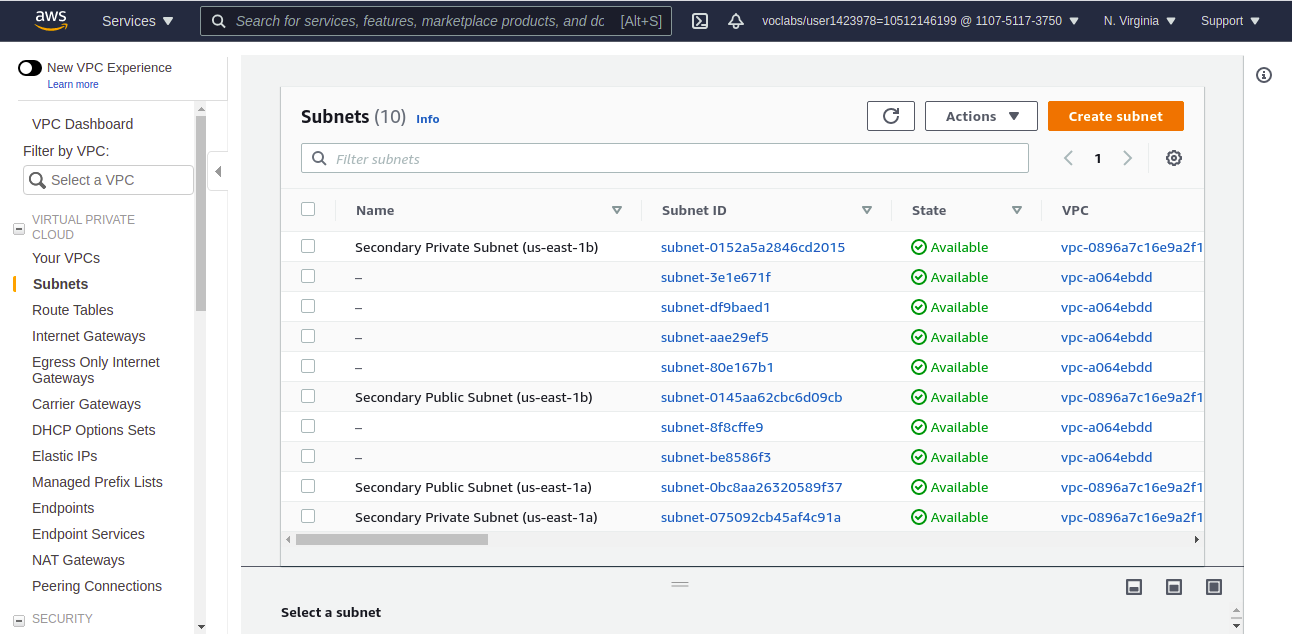 aws Services Search for services, features, marketplace products, and do [Alt+S] voclabs/user1423978=10512146199 @ 1107-5117-3750 N. Virginia Support
New VPC Experience
Learn more
VPC Dashboard
Filter by VPC:
Select a VPC
VIRTUAL PRIVATE
CLOUD
Your VPCs
Subnets
Route Tables
Internet Gateways
Egress Only Internet
Gateways
Carrier Gateways
DHCP Options Sets
Elastic IPs
Managed Prefix Lists
Endpoints
Endpoint Services
NAT Gateways
Peering Connections
SECURITY
Subnets (10) Info Actions Create subnet
Filter subnets 1
Name Subnet ID State VPC
Secondary Private Subnet (us-east-1b) subnet-0152a5a2846cd2015 Available vpc-0896a7c16e9a2f1
– subnet-3e1e671f Available vpc-a064ebdd
– subnet-df9baed1 Available vpc-a064ebdd
– subnet-aae29ef5 Available vpc-a064ebdd
– subnet-80e167b1 Available vpc-a064ebdd
Secondary Public Subnet (us-east-1b) subnet-0145aa62cbc6d09cb Available vpc-0896a7c16e9a2f1
– subnet-8f8cffe9 Available vpc-a064ebdd
– subnet-be8586f3 Available vpc-a064ebdd
Secondary Public Subnet (us-east-1a) subnet-0bc8aa26320589f37 Available vpc-0896a7c16e9a2f1
Secondary Private Subnet (us-east-1a) subnet-075092cb45af4c91a Available vpc-0896a7c16e9a2f1
Select a subnet